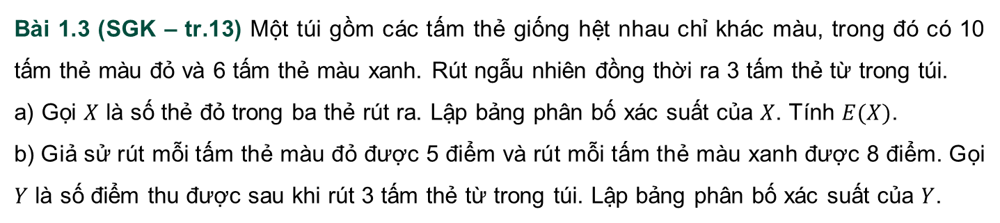 Bài 1.3 (SGK – tr.13) Một túi gồm các tấm thẻ giống hệt nhau chỉ khác màu, trong đó có 10
tấm thẻ màu đỏ và 6 tấm thẻ màu xanh. Rút ngẫu nhiên đồng thời ra 3 tấm thẻ từ trong túi.
a) Gọi X là số thẻ đỏ trong ba thẻ rút ra. Lập bảng phân bố xác suất của X. Tính E(X).
b) Giả sử rút mỗi tấm thẻ màu đỏ được 5 điểm và rút mỗi tấm thẻ màu xanh được 8 điểm. Gọi
Y là số điểm thu được sau khi rút 3 tấm thẻ từ trong túi. Lập bảng phân bố xác suất của Y.